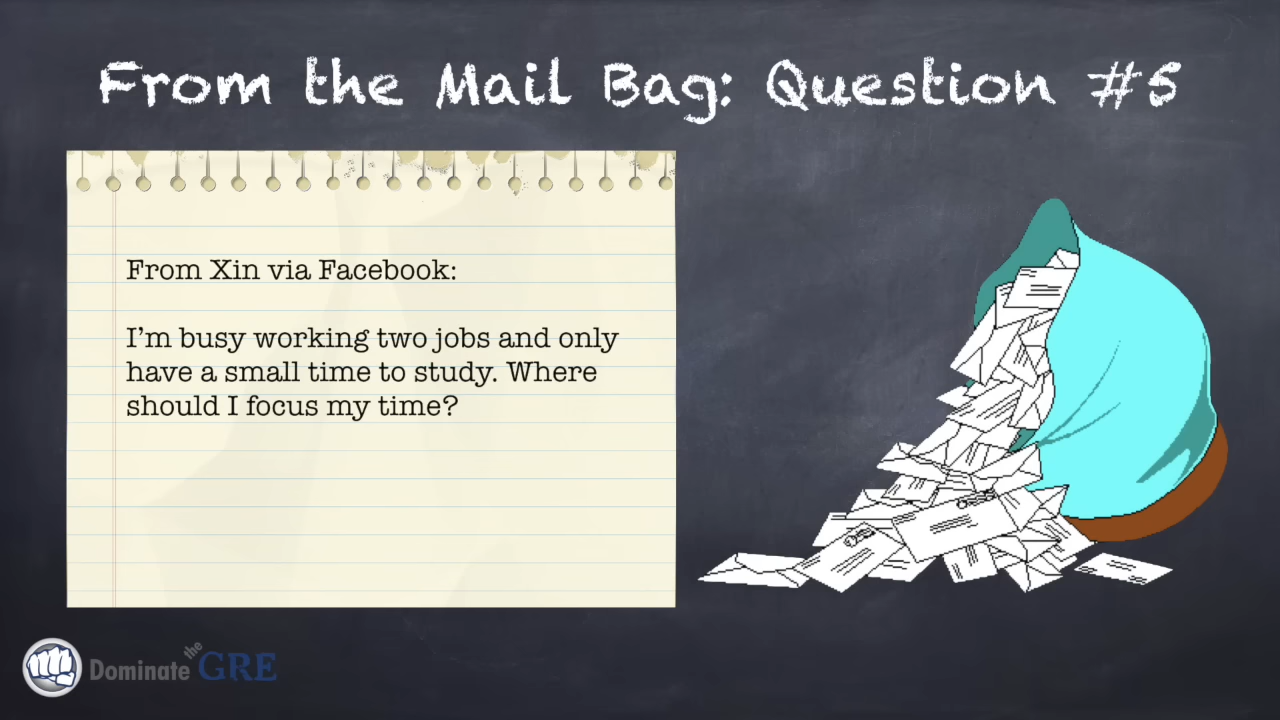 From the Mail Bag: Question #5
From Xin via Facebook:
I'm busy working two jobs and only
have a small time to study. Where
should I focus my time?
Dominate the GRE